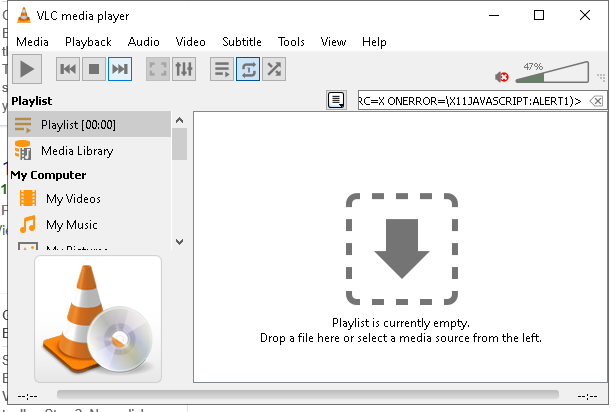 VLC media player
Media Playback Audio Video Subtitle Tools View Help
47%
Playlist
RC=X ONERROR=\X11JAVASCRIPT:ALERT1)>
Playlist [00:00]
Media Library
My Computer
My Videos
My Music
My Pictures
Playlist is currently empty.
Drop a file here or select a media source from the left.
--:-- --:--